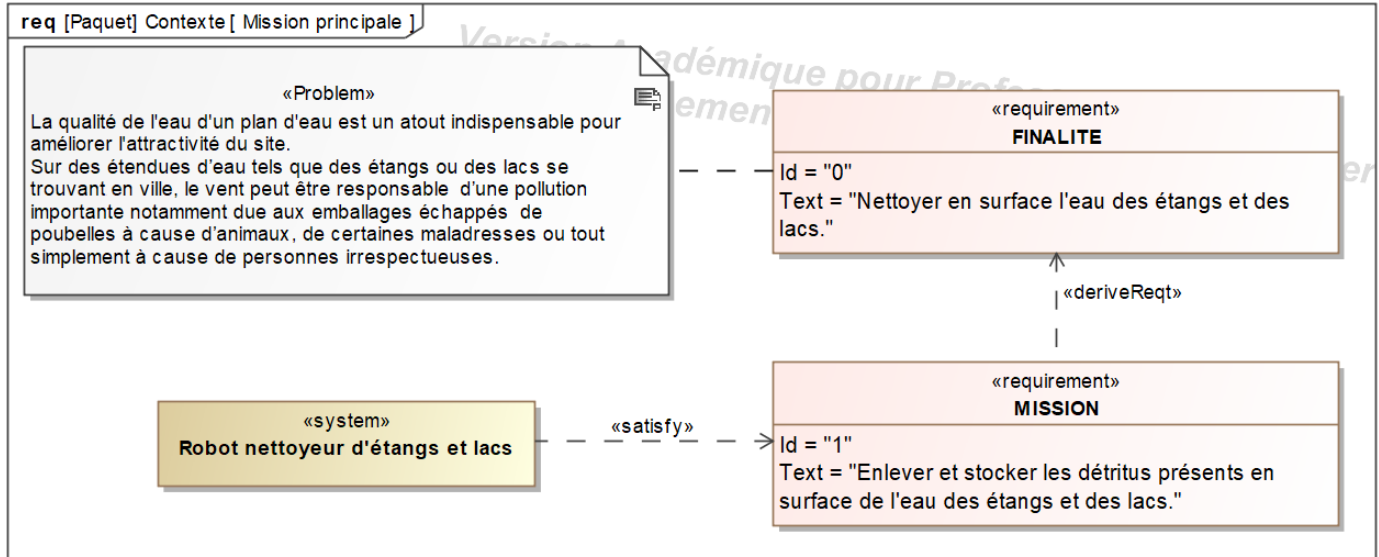 req [Paquet] Contexte [ Mission principale ]
Version Académique pour
«Problem»
La qualité de l'eau d'un plan d'eau est un atout indispensable pour
améliorer l'attractivité du site.
Sur des étendues d'eau tels que des étangs ou des lacs se
trouvant en ville, le vent peut être responsable d'une pollution
importante notamment due aux emballages échappés de
poubelles à cause d'animaux, de certaines maladresses ou tout
simplement à cause de personnes irrespectueuses.
«requirement»
FINALITE
Id = "0"
Text = "Nettoyer en surface l'eau des étangs et des
lacs."
«deriveReqt»
«system»
Robot nettoyeur d'étangs et lacs
«satisfy»
«requirement»
MISSION
Id = "1"
Text = "Enlever et stocker les détritus présents en
surface de l'eau des étangs et des lacs."